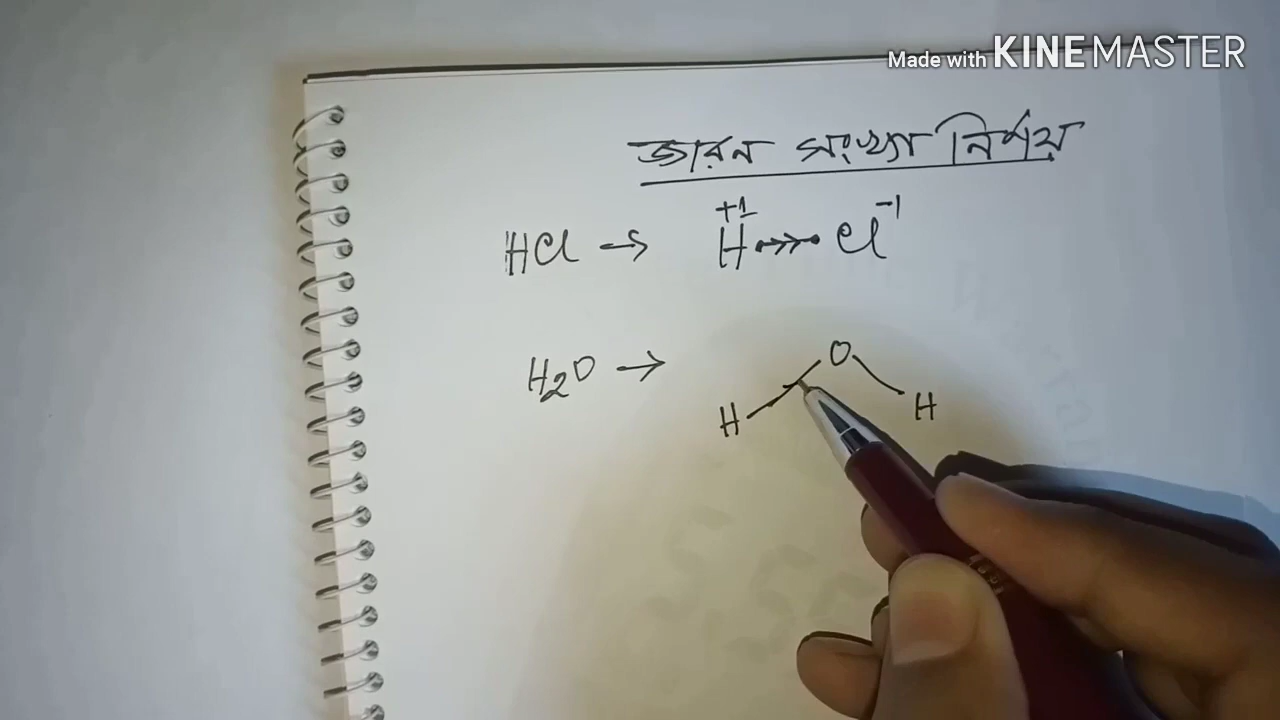 Made with KINEMASTER
জারন সংখ্যা নির্ণয়
HCl → H⁺¹ →→→ Cl⁻¹
H₂O → H O H